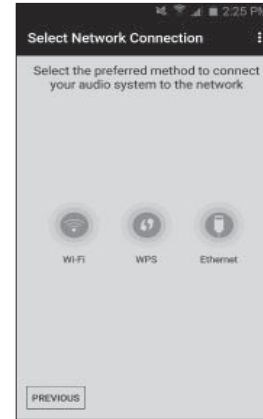 2:25 PM
Select Network Connection
Select the preferred method to connect
your audio system to the network
Wi-Fi WPS Ethernet
PREVIOUS